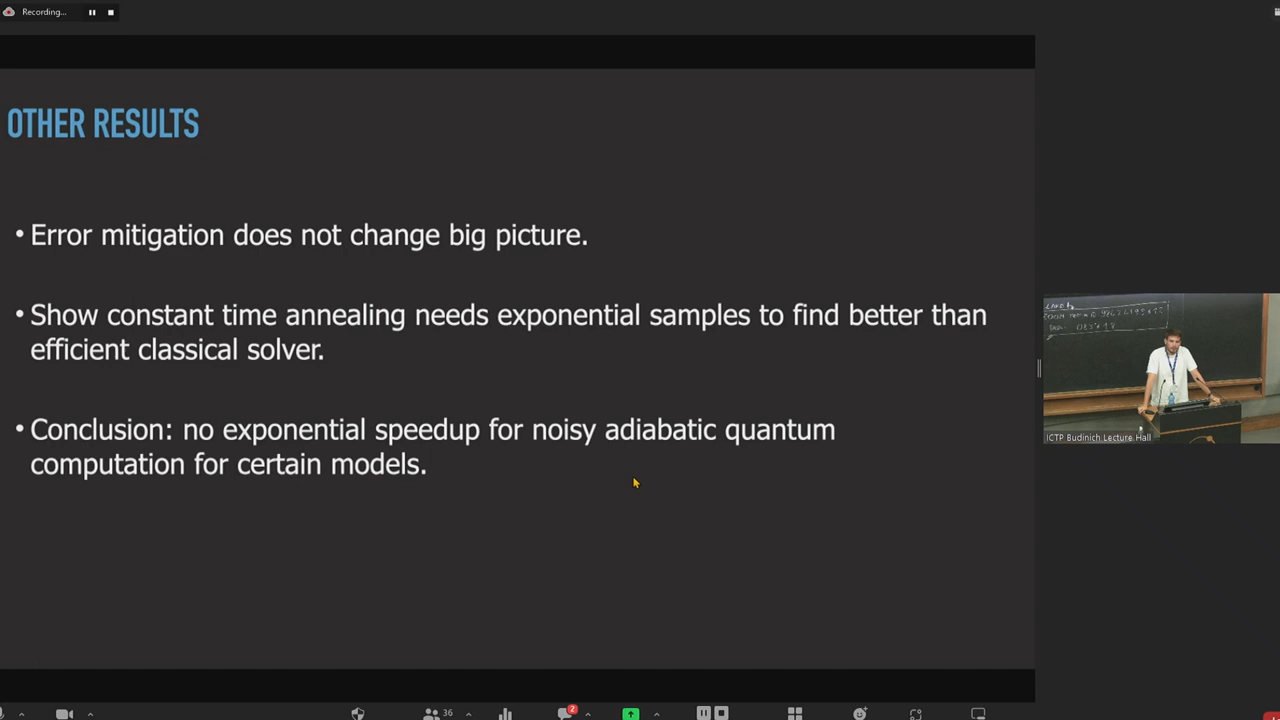 Recording...
OTHER RESULTS
• Error mitigation does not change big picture.
• Show constant time annealing needs exponential samples to find better than
efficient classical solver.
• Conclusion: no exponential speedup for noisy adiabatic quantum
computation for certain models.
ICTP Budinich Lecture Hall
36
2